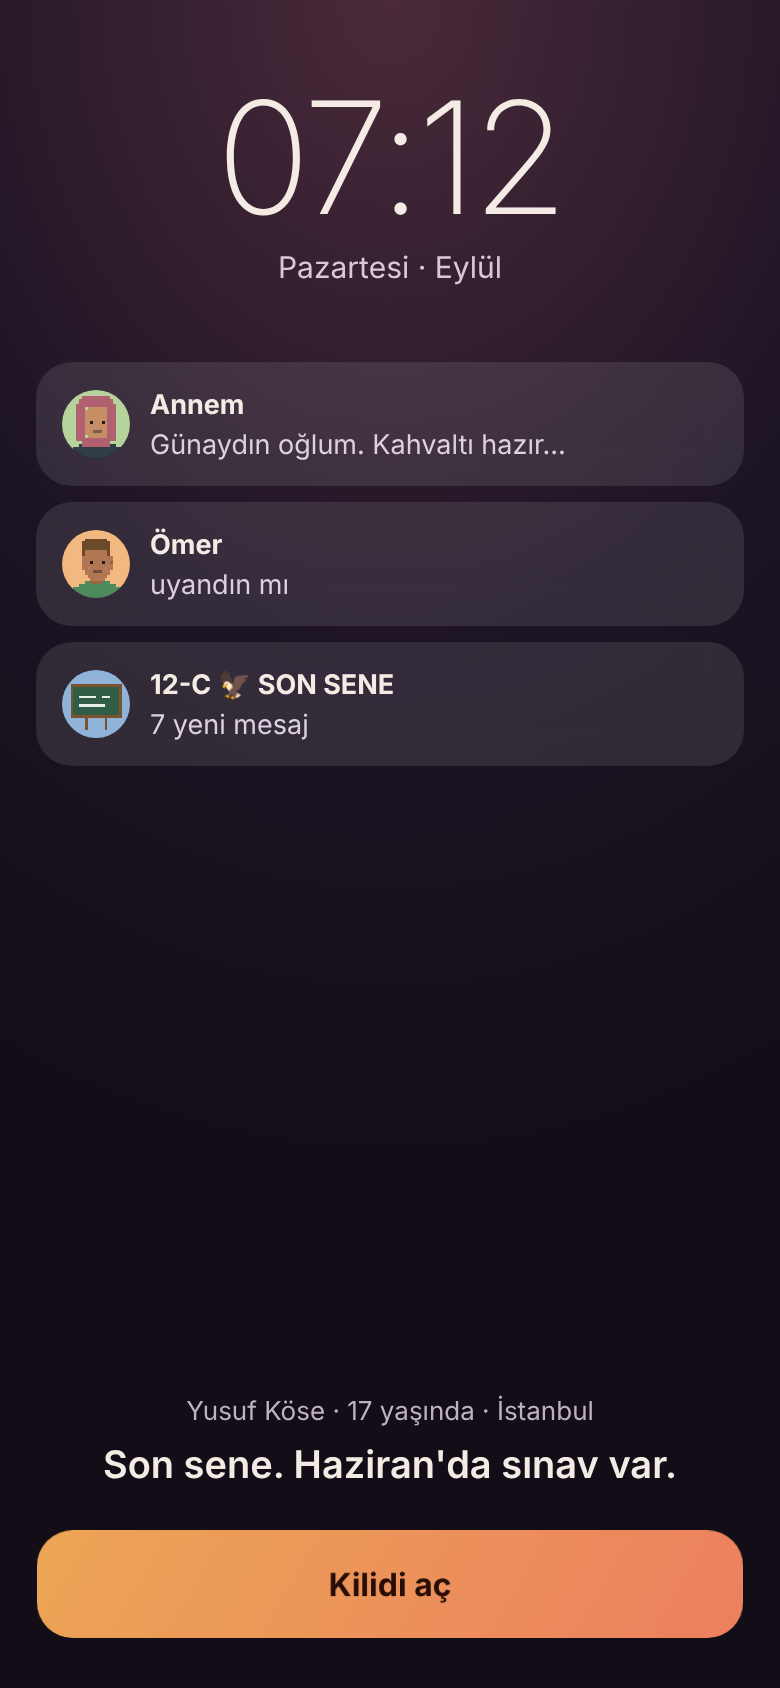 07:12
Pazartesi · Eylül
Annem
Günaydın oğlum. Kahvaltı hazır...
Ömer
uyandın mı
12-C 🦅 SON SENE
7 yeni mesaj
Yusuf Köse · 17 yaşında · İstanbul
Son sene. Haziran'da sınav var.
Kilidi aç